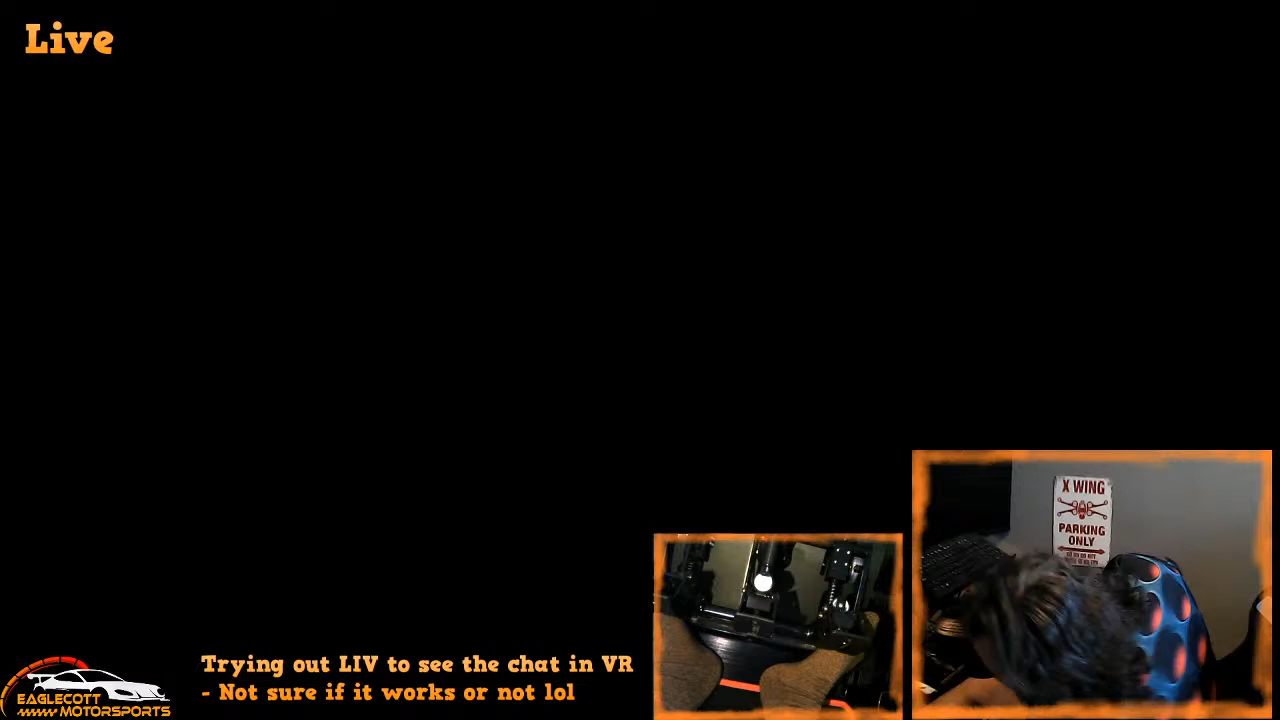 Live
X WING
PARKING
ONLY
Trying out LIV to see the chat in VR
- Not sure if it works or not lol
EAGLECOTT
MOTORSPORTS